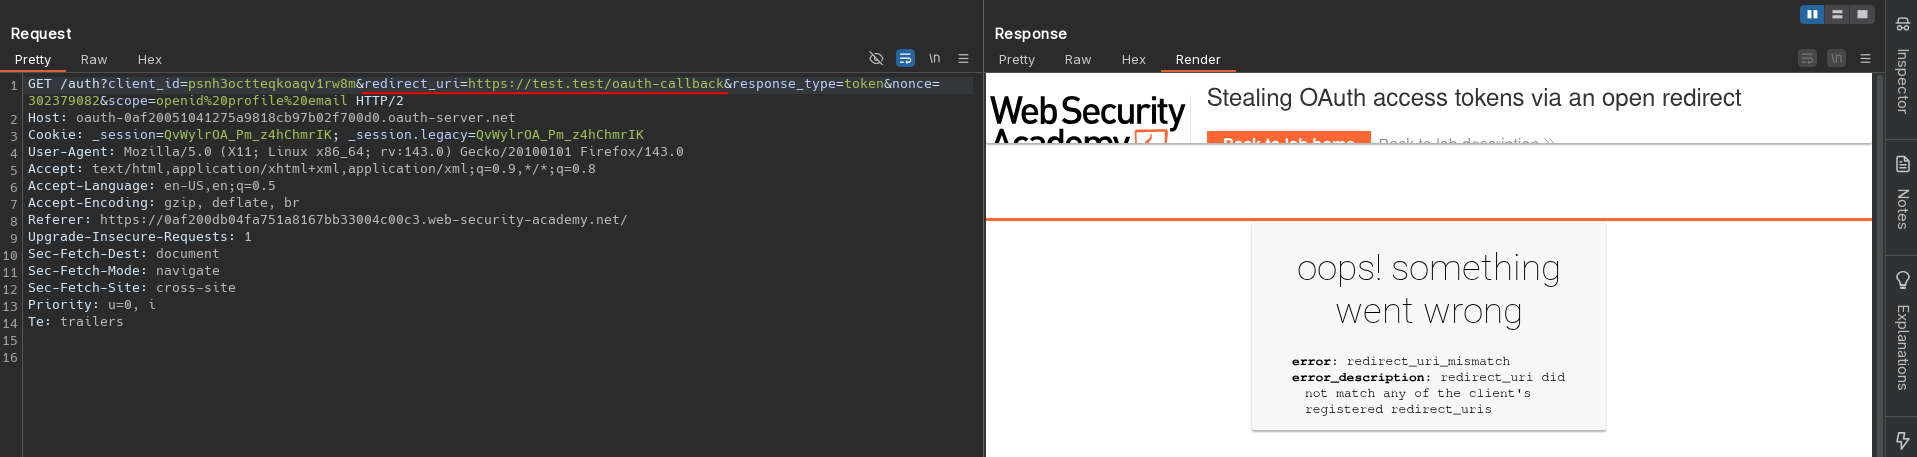 Request
Pretty Raw Hex
\n
1 GET /auth?client_id=psnh3octteqkoaqv1rw8m&redirect_uri=https://test.test/oauth-callback&response_type=token&nonce=
302379082&scope=openid%20profile%20email HTTP/2
2 Host: oauth-0af20051041275a9818cb97b02f700d0.oauth-server.net
3 Cookie: _session=QvWylrOA_Pm_z4hChmrIK; _session.legacy=QvWylrOA_Pm_z4hChmrIK
4 User-Agent: Mozilla/5.0 (X11; Linux x86_64; rv:143.0) Gecko/20100101 Firefox/143.0
5 Accept: text/html,application/xhtml+xml,application/xml;q=0.9,*/*;q=0.8
6 Accept-Language: en-US,en;q=0.5
7 Accept-Encoding: gzip, deflate, br
8 Referer: https://0af200db04fa751a8167bb33004c00c3.web-security-academy.net/
9 Upgrade-Insecure-Requests: 1
10 Sec-Fetch-Dest: document
11 Sec-Fetch-Mode: navigate
12 Sec-Fetch-Site: cross-site
13 Priority: u=0, i
14 Te: trailers
15
16
Response
Pretty Raw Hex Render
\n
Web Security
Academy
Stealing OAuth access tokens via an open redirect
Back to lab home
Back to lab description
oops! something
went wrong
error: redirect_uri_mismatch
error_description: redirect_uri did
not match any of the client's
registered redirect_uris
Inspector
Notes
Explanations